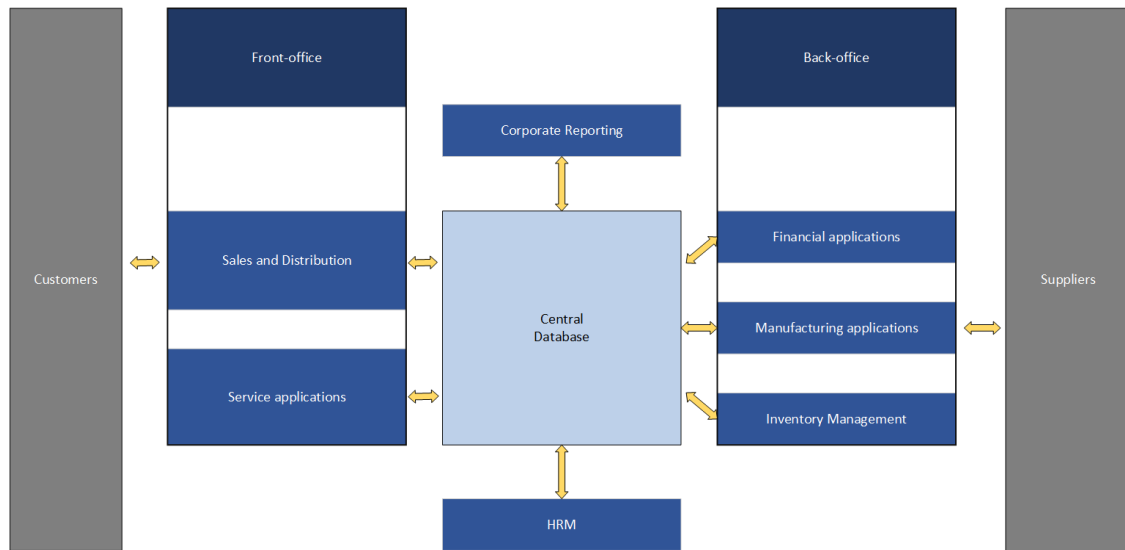 Front-office
Back-office
Corporate Reporting
Customers
Sales and Distribution
Financial applications
Suppliers
Central
Database
Manufacturing applications
Service applications
Inventory Management
HRM